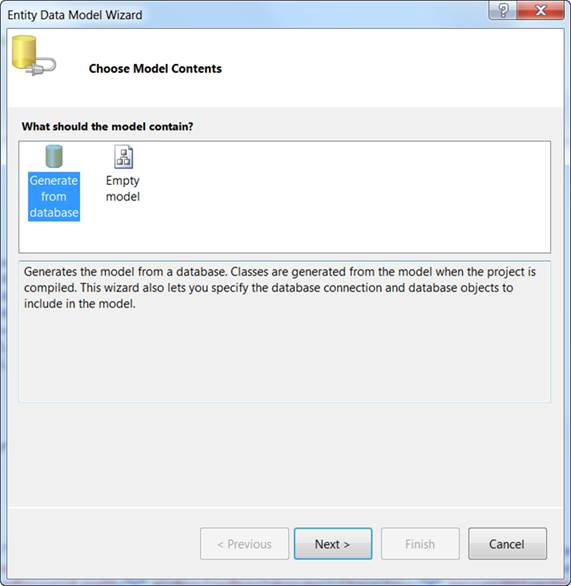 Entity Data Model Wizard
?
Choose Model Contents
What should the model contain?
Generate
from
database
Empty
model
Generates the model from a database. Classes are generated from the model when the project is
compiled. This wizard also lets you specify the database connection and database objects to
include in the model.
< Previous
Next >
Finish
Cancel